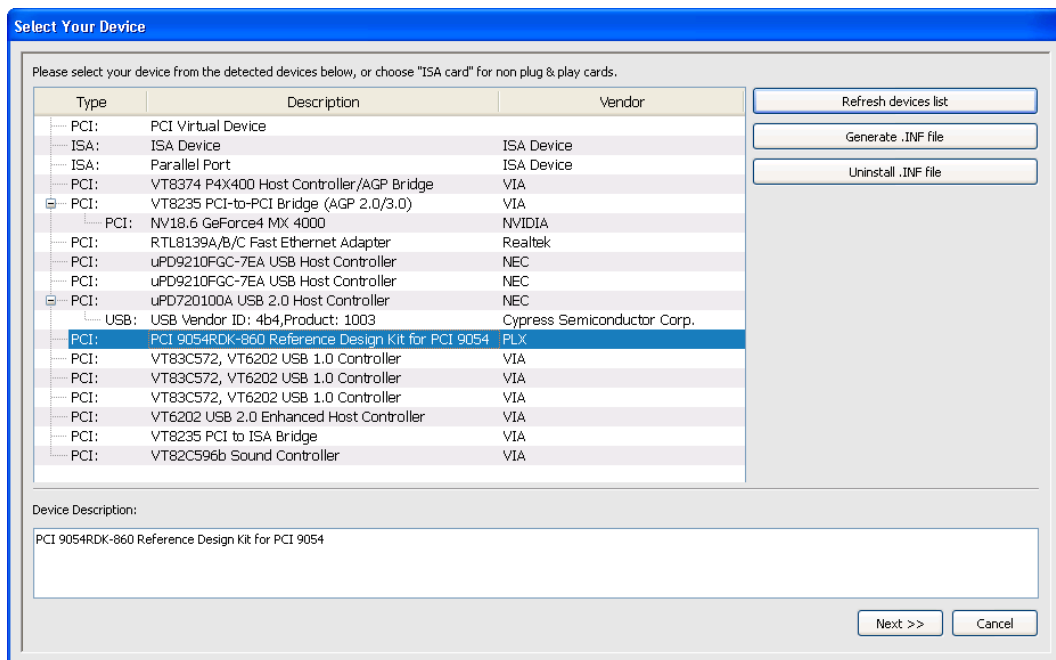 Select Your Device
Please select your device from the detected devices below, or choose "ISA card" for non plug & play cards.
Type Description Vendor
PCI: PCI Virtual Device
ISA: ISA Device ISA Device
ISA: Parallel Port ISA Device
PCI: VT8374 P4X400 Host Controller/AGP Bridge VIA
PCI: VT8235 PCI-to-PCI Bridge (AGP 2.0/3.0) VIA
PCI: NV18.6 GeForce4 MX 4000 NVIDIA
PCI: RTL8139A/B/C Fast Ethernet Adapter Realtek
PCI: uPD9210FGC-7EA USB Host Controller NEC
PCI: uPD9210FGC-7EA USB Host Controller NEC
PCI: uPD720100A USB 2.0 Host Controller NEC
USB: USB Vendor ID: 4b4,Product: 1003 Cypress Semiconductor Corp.
PCI: PCI 9054RDK-860 Reference Design Kit for PCI 9054 PLX
PCI: VT83C572, VT6202 USB 1.0 Controller VIA
PCI: VT83C572, VT6202 USB 1.0 Controller VIA
PCI: VT83C572, VT6202 USB 1.0 Controller VIA
PCI: VT6202 USB 2.0 Enhanced Host Controller VIA
PCI: VT8235 PCI to ISA Bridge VIA
PCI: VT82C596b Sound Controller VIA
Refresh devices list
Generate .INF file
Uninstall .INF file
Device Description:
PCI 9054RDK-860 Reference Design Kit for PCI 9054
Next >> Cancel